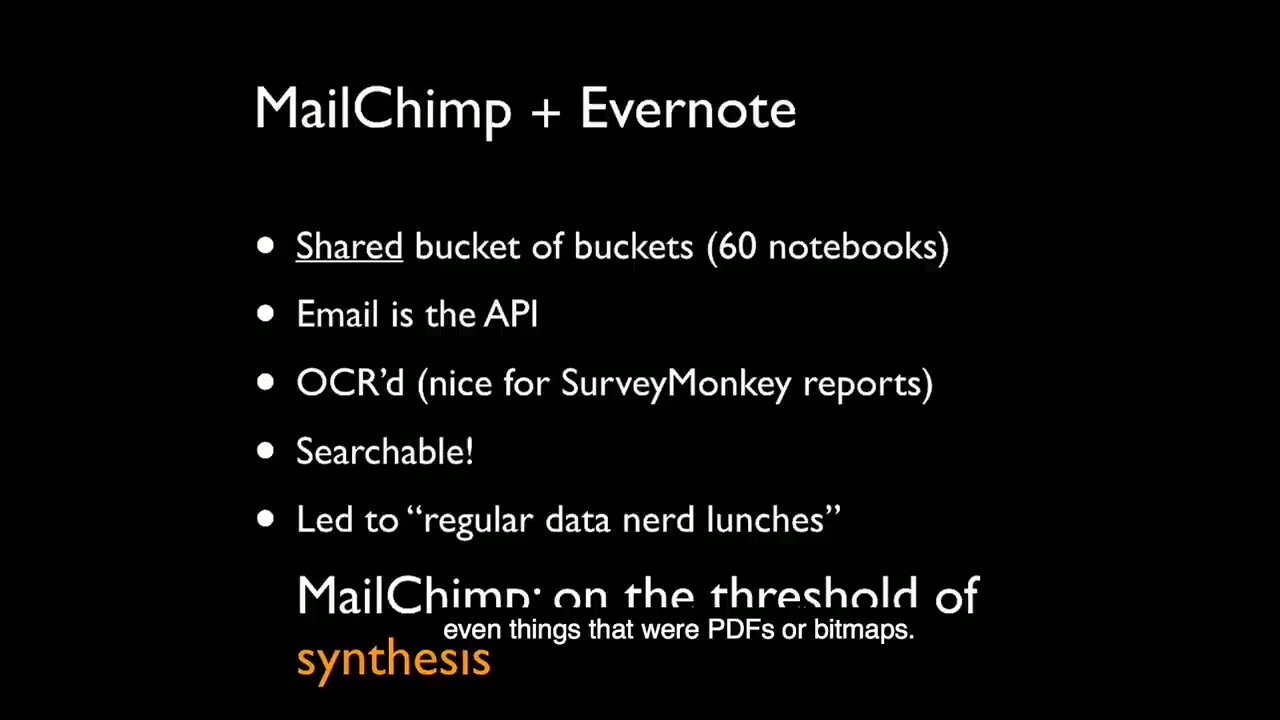 MailChimp + Evernote
• Shared bucket of buckets (60 notebooks)
• Email is the API
• OCR’d (nice for SurveyMonkey reports)
• Searchable!
• Led to “regular data nerd lunches”
MailChimp: on the threshold of
even things that were PDFs or bitmaps.
synthesis